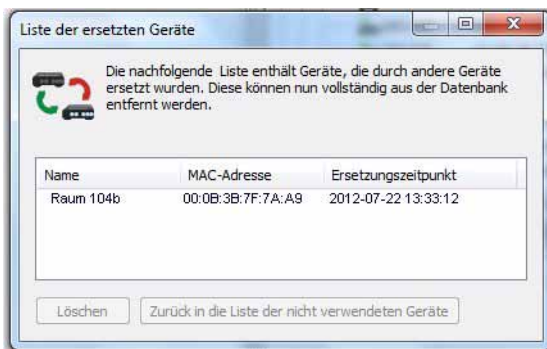 Liste der ersetzten Geräte
Die nachfolgende Liste enthält Geräte, die durch andere Geräte
ersetzt wurden. Diese können nun vollständig aus der Datenbank
entfernt werden.
Name MAC-Adresse Ersetzungszeitpunkt
Raum 104b 00:0B:3B:7F:7A:A9 2012-07-22 13:33:12
Löschen Zurück in die Liste der nicht verwendeten Geräte